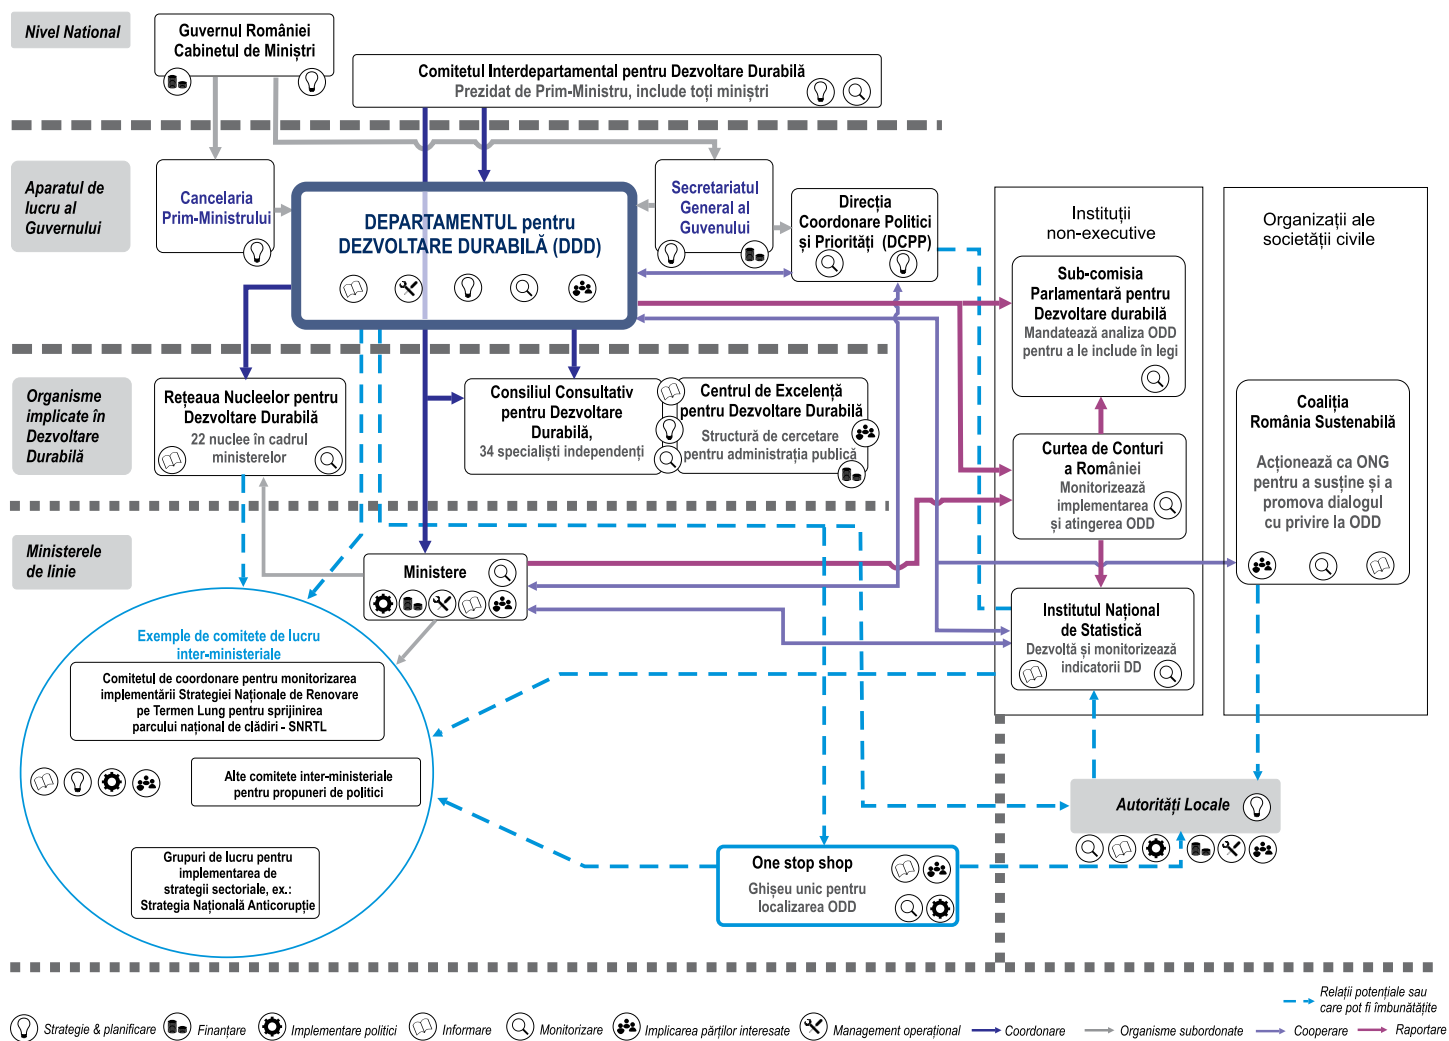 Nivel National
Guvernul României
Cabinetul de Miniștri
Comitetul Interdepartamental pentru Dezvoltare Durabilă
Prezidat de Prim-Ministru, include toți miniștri
Aparatul de
lucru al
Guvernului
Cancelaria
Prim-Ministrului
DEPARTAMENTUL pentru
DEZVOLTARE DURABILĂ (DDD)
Secretariatul
General al
Guvenului
Direcția
Coordonare Politici
și Priorități (DCPP)
Instituții
non-executive
Organizații ale
societății civile
Sub-comisia
Parlamentară pentru
Dezvoltare durabilă
Mandatează analiza ODD
pentru a le include în legi
Organisme
implicate în
Dezvoltare
Durabilă
Rețeaua Nucleelor pentru
Dezvoltare Durabilă
22 nuclee în cadrul
ministerelor
Consiliul Consultativ
pentru Dezvoltare
Durabilă,
34 specialiști independenți
Centrul de Excelență
pentru Dezvoltare Durabilă
Structură de cercetare
pentru administrația publică
Curtea de Conturi
a României
Monitorizează
implementarea
și atingerea ODD
Coaliția
România Sustenabilă
Acționează ca ONG
pentru a susține și a
promova dialogul
cu privire la ODD
Ministerele
de linie
Ministere
Institutul Național
de Statistică
Dezvoltă și monitorizează
indicatorii DD
Exemple de comitete de lucru
inter-ministeriale
Comitetul de coordonare pentru monitorizarea
implementării Strategiei Naționale de Renovare
pe Termen Lung pentru sprijinirea
parcului național de clădiri - SNRTL
Alte comitete inter-ministeriale
pentru propuneri de politici
Grupuri de lucru pentru
implementarea de
strategii sectoriale, ex.:
Strategia Națională Anticorupție
One stop shop
Ghișeu unic pentru
localizarea ODD
Autorități Locale
Relații potențiale sau
care pot fi îmbunătățite
Strategie & planificare
Finanțare
Implementare politici
Informare
Monitorizare
Implicarea părților interesate
Management operațional
Coordonare
Organisme subordonate
Cooperare
Raportare